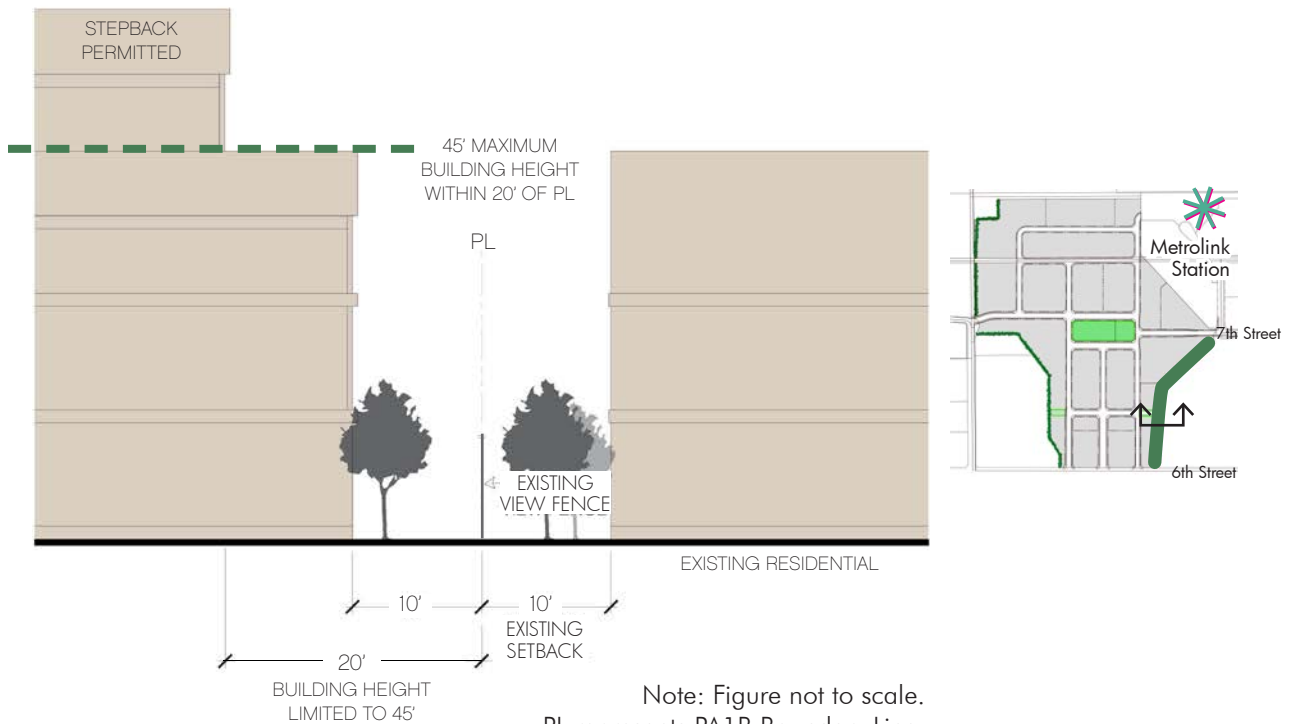 STEPBACK
PERMITTED
45' MAXIMUM
BUILDING HEIGHT
WITHIN 20' OF PL
PL
EXISTING
VIEW FENCE
EXISTING RESIDENTIAL
10'
10'
EXISTING
SETBACK
20'
BUILDING HEIGHT
LIMITED TO 45'
Metrolink
Station
7th Street
6th Street
Note: Figure not to scale.